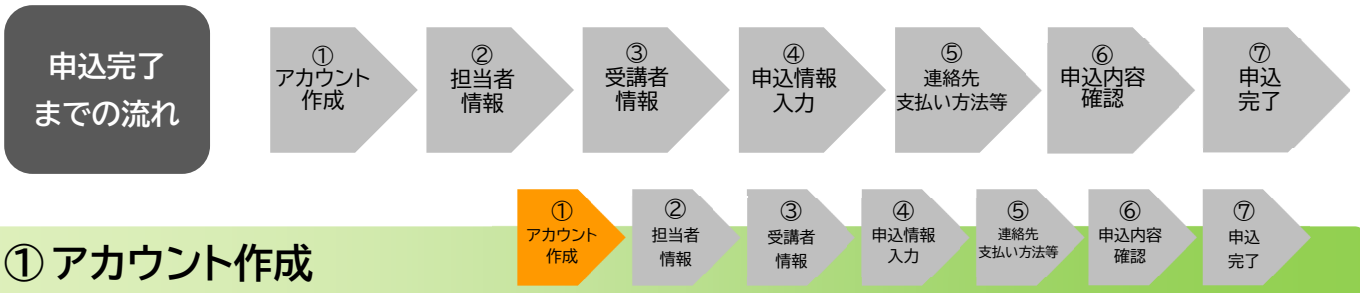 申込完了
までの流れ
①
アカウント
作成
②
担当者
情報
③
受講者
情報
④
申込情報
入力
⑤
連絡先
支払い方法等
⑥
申込内容
確認
⑦
申込
完了
① アカウント作成
①
アカウント
作成
②
担当者
情報
③
受講者
情報
④
申込情報
入力
⑤
連絡先
支払い方法等
⑥
申込内容
確認
⑦
申込
完了